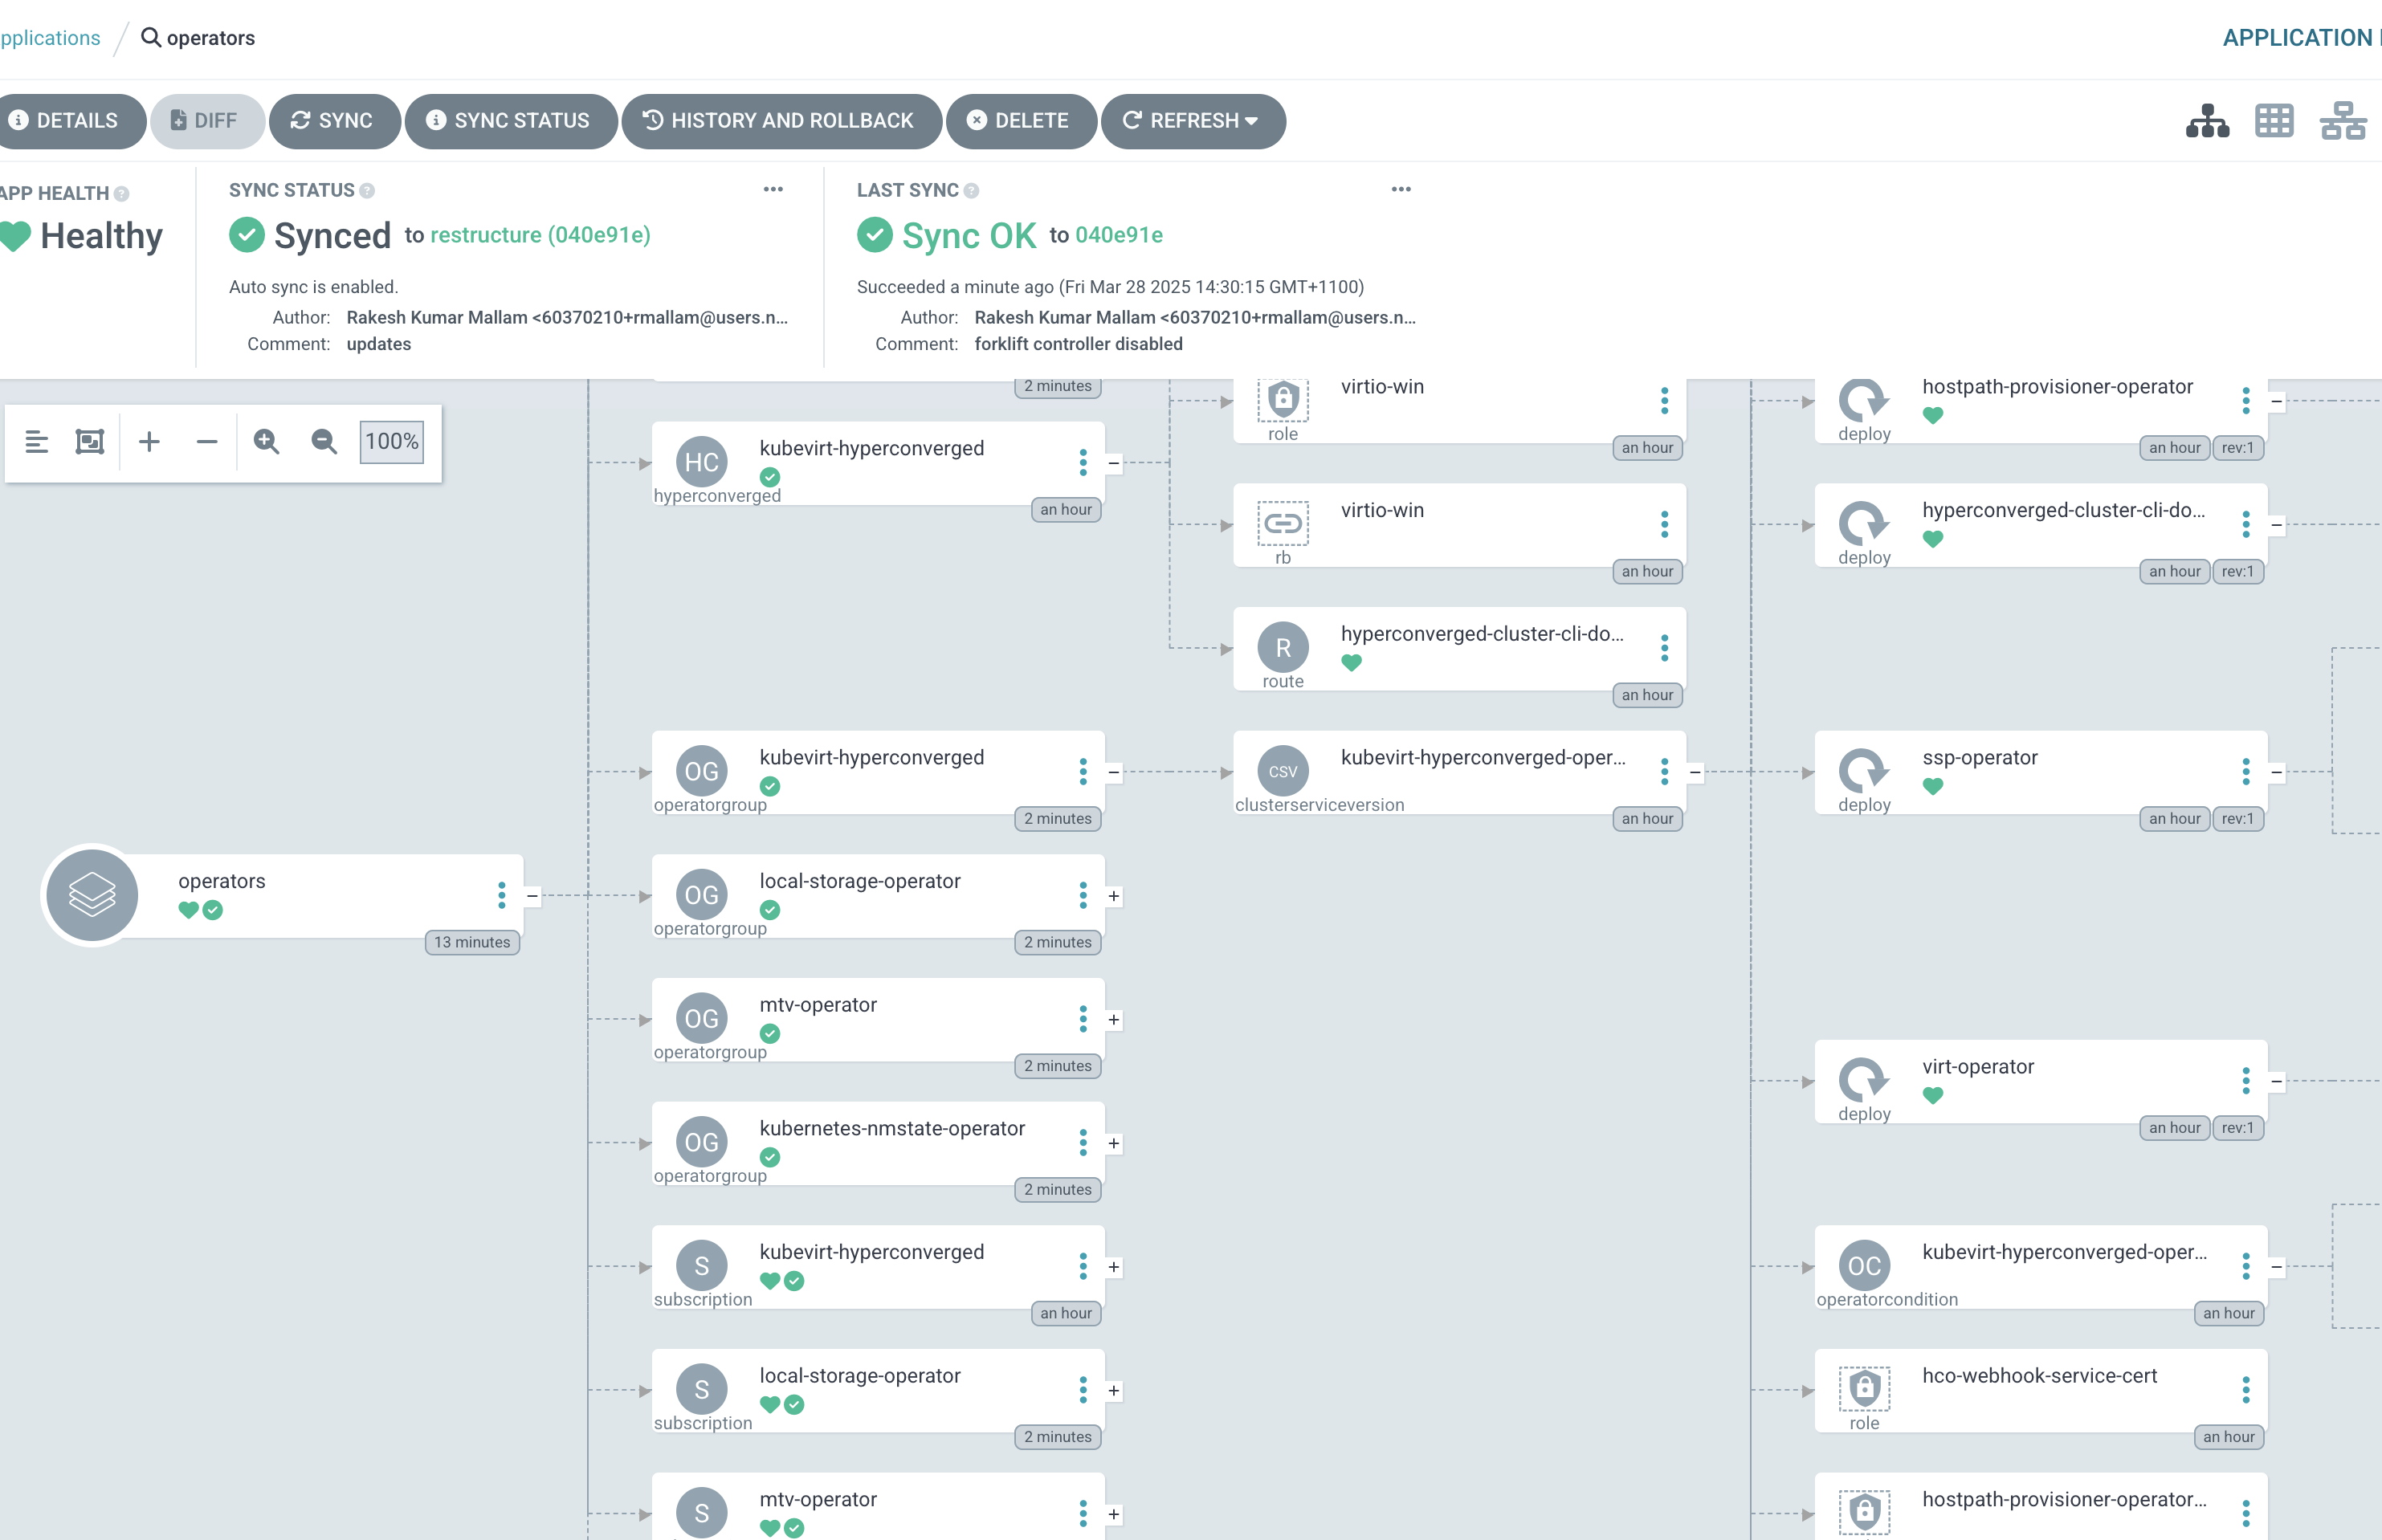 pplications / operators
APPLICATION
DETAILS
DIFF
SYNC
SYNC STATUS
HISTORY AND ROLLBACK
DELETE
REFRESH
APP HEALTH
Healthy
SYNC STATUS
Synced to restructure (040e91e)
Auto sync is enabled.
Author: Rakesh Kumar Mallam <60370210+rmallam@users.n...
Comment: updates
LAST SYNC
Sync OK to 040e91e
Succeeded a minute ago (Fri Mar 28 2025 14:30:15 GMT+1100)
Author: Rakesh Kumar Mallam <60370210+rmallam@users.n...
Comment: forklift controller disabled
100%
operators
13 minutes
2 minutes
HC
kubevirt-hyperconverged
hyperconverged
an hour
OG
kubevirt-hyperconverged
operatorgroup
2 minutes
OG
local-storage-operator
operatorgroup
2 minutes
OG
mtv-operator
operatorgroup
2 minutes
OG
kubernetes-nmstate-operator
operatorgroup
2 minutes
S
kubevirt-hyperconverged
subscription
an hour
S
local-storage-operator
subscription
2 minutes
S
mtv-operator
virtio-win
role
an hour
virtio-win
rb
an hour
R
hyperconverged-cluster-cli-do...
route
an hour
CSV
kubevirt-hyperconverged-oper...
clusterserviceversion
an hour
hostpath-provisioner-operator
deploy
an hour rev:1
hyperconverged-cluster-cli-do...
deploy
an hour rev:1
ssp-operator
deploy
an hour rev:1
virt-operator
deploy
an hour rev:1
OC
kubevirt-hyperconverged-oper...
operatorcondition
an hour
hco-webhook-service-cert
role
an hour
hostpath-provisioner-operator...